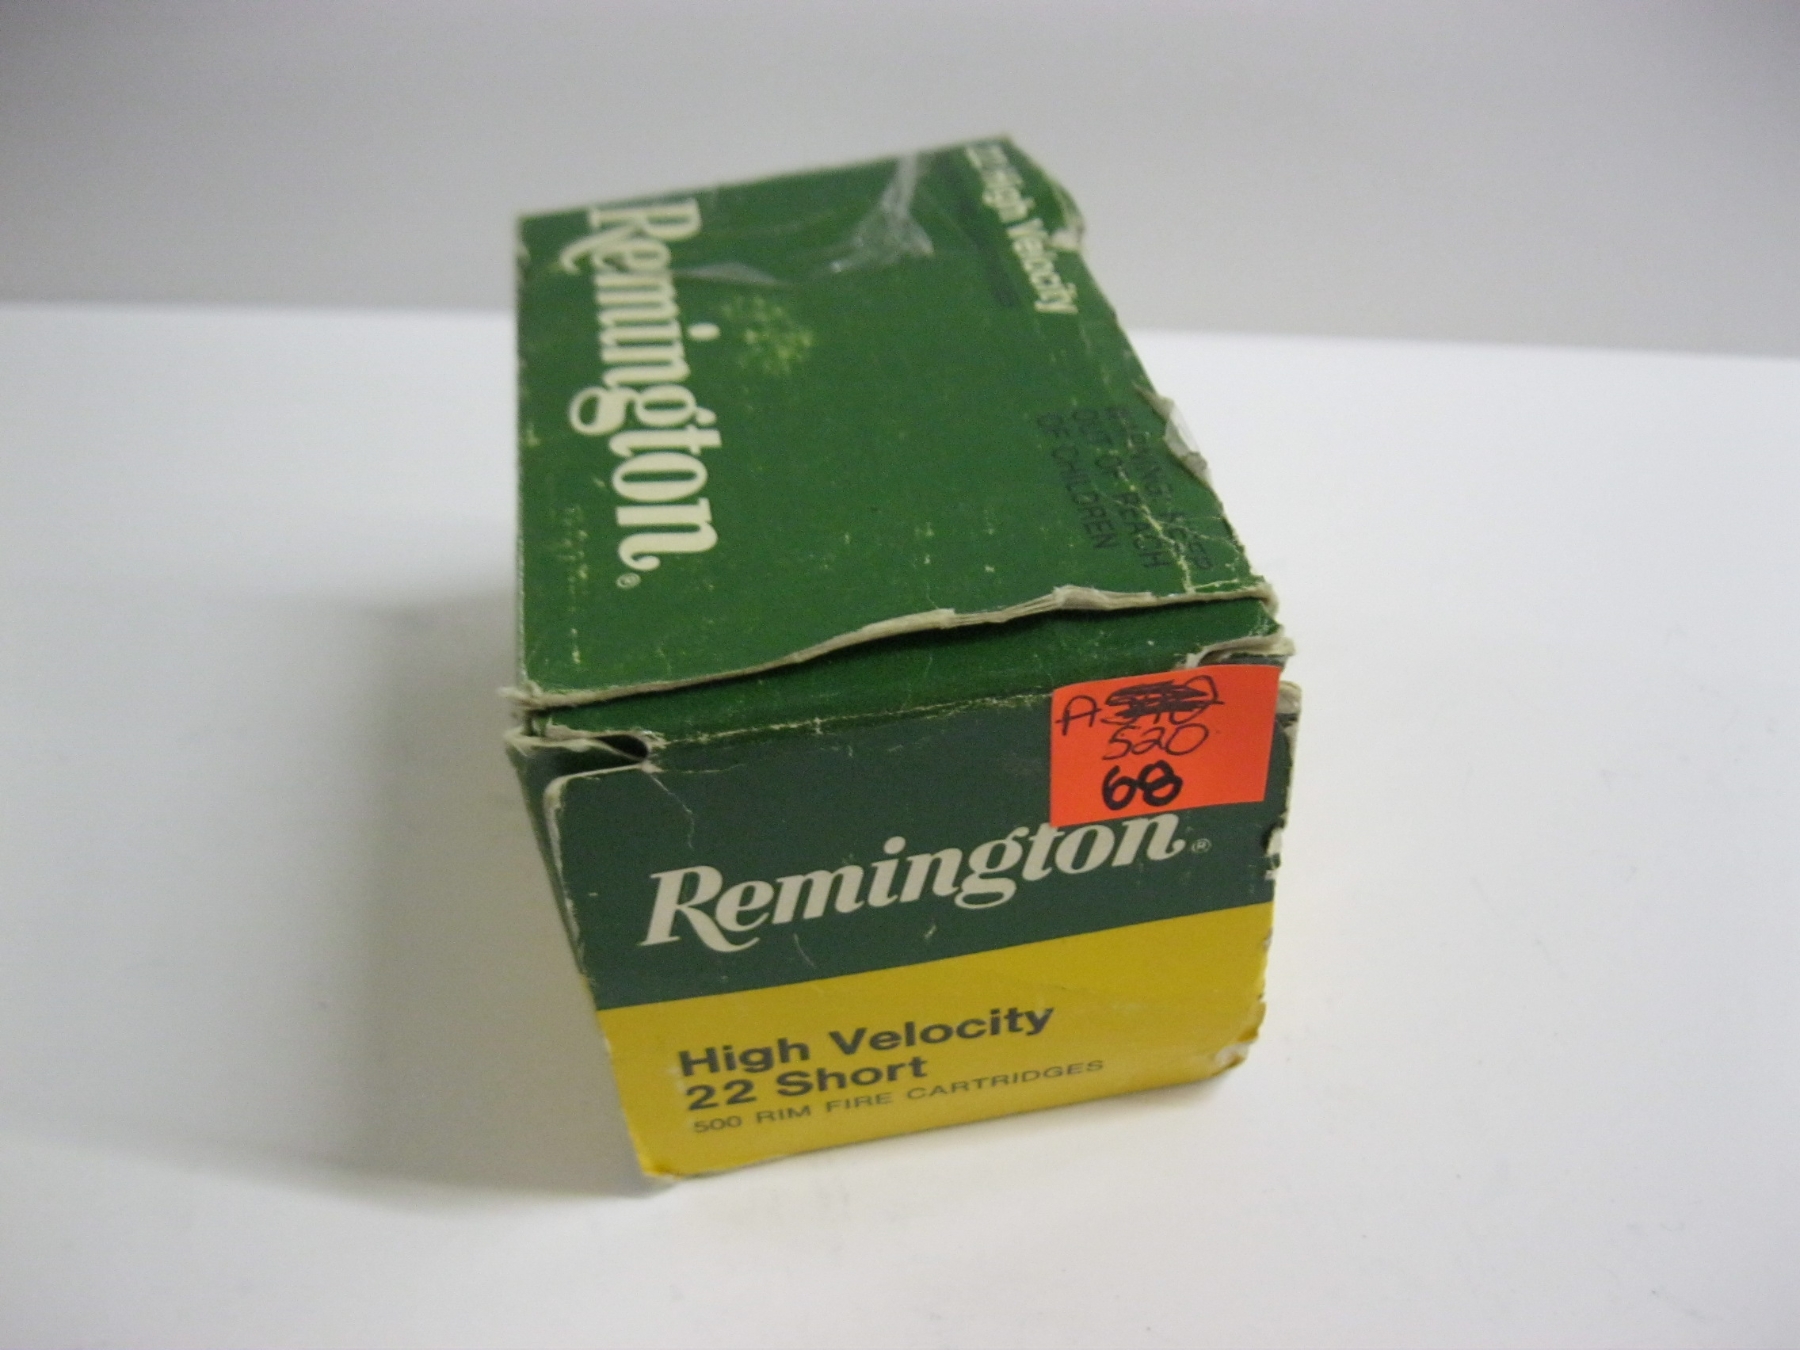 Remington®
22 High Velocity
WARNING: KEEP
OUT OF REACH
OF CHILDREN
A
520
68
Remington®
High Velocity
22 Short
500 RIM FIRE CARTRIDGES